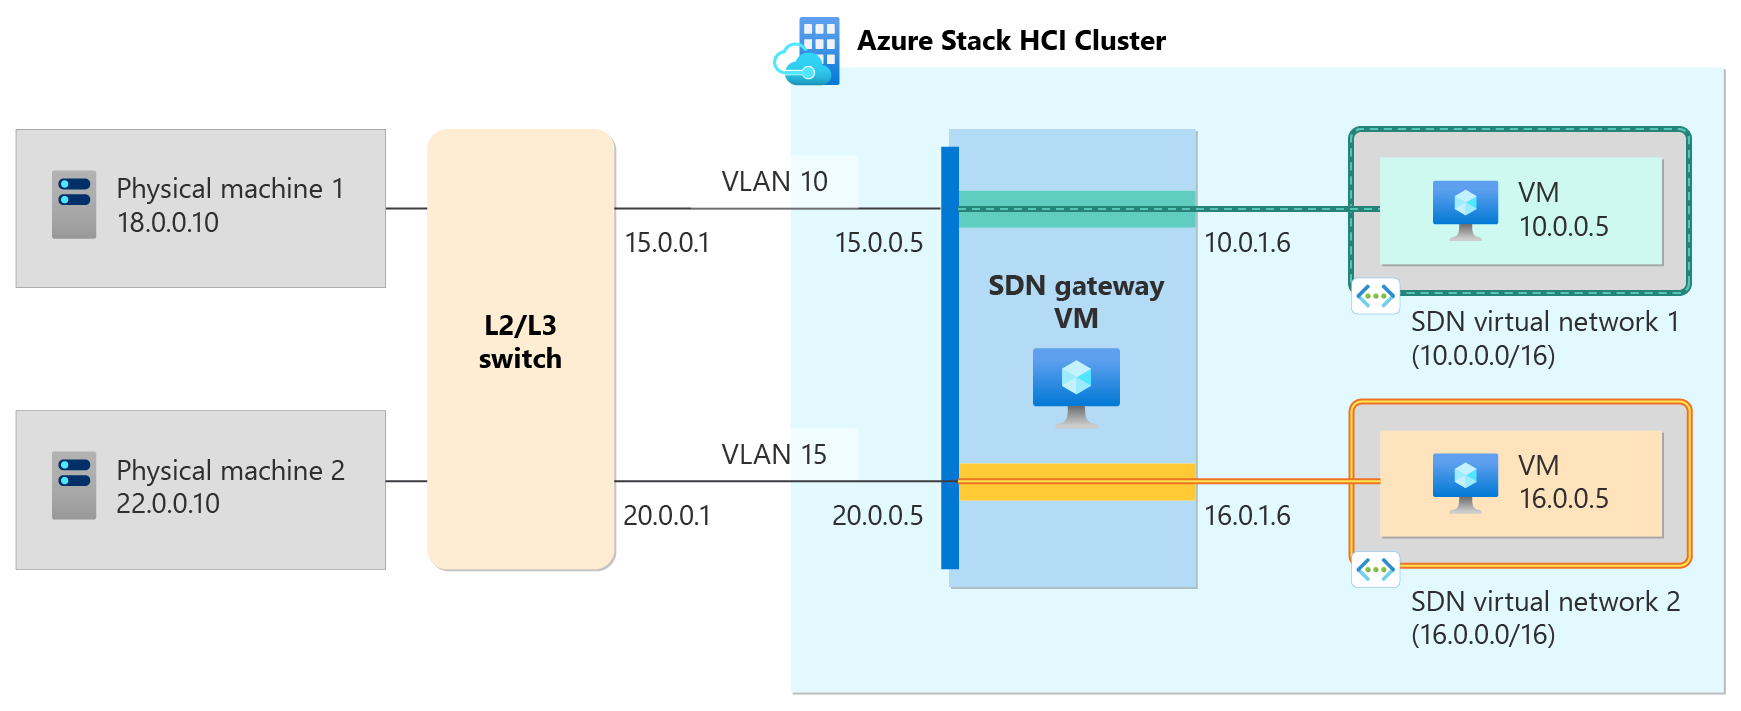 Azure Stack HCI Cluster
Physical machine 1
18.0.0.10
L2/L3
switch
VLAN 10
15.0.0.1
15.0.0.5
SDN gateway
VM
10.0.1.6
VM
10.0.0.5
SDN virtual network 1
(10.0.0.0/16)
Physical machine 2
22.0.0.10
VLAN 15
20.0.0.1
20.0.0.5
16.0.1.6
VM
16.0.0.5
SDN virtual network 2
(16.0.0.0/16)